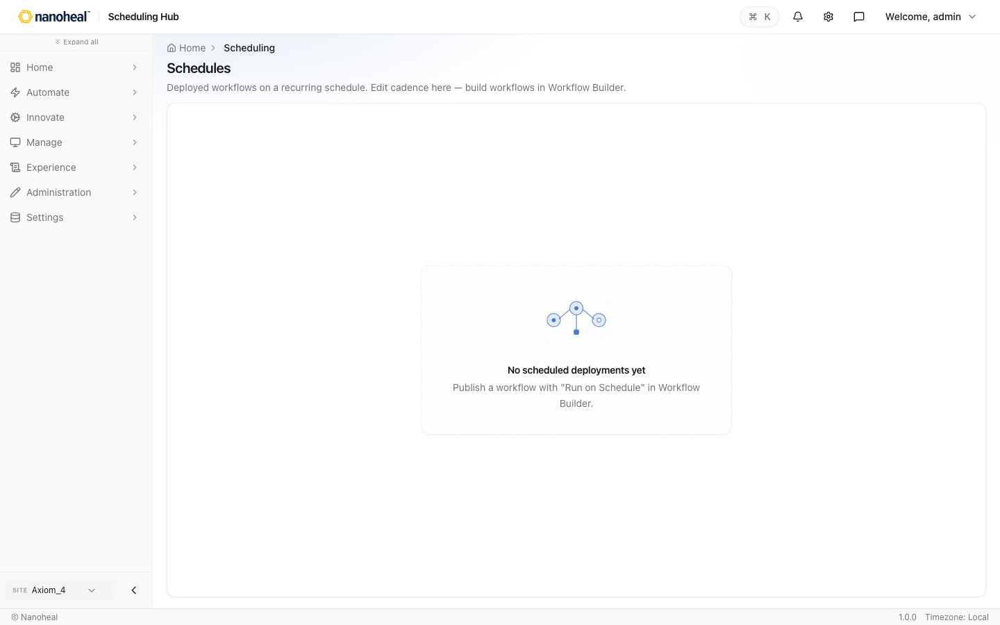 nanoheal™
Scheduling Hub
⌘ K
Welcome, admin
Expand all
Home
Automate
Innovate
Manage
Experience
Administration
Settings
Home
Scheduling
Schedules
Deployed workflows on a recurring schedule. Edit cadence here — build workflows in Workflow Builder.
No scheduled deployments yet
Publish a workflow with "Run on Schedule" in Workflow
Builder.
SITE Axiom_4
© Nanoheal
1.0.0 Timezone: Local